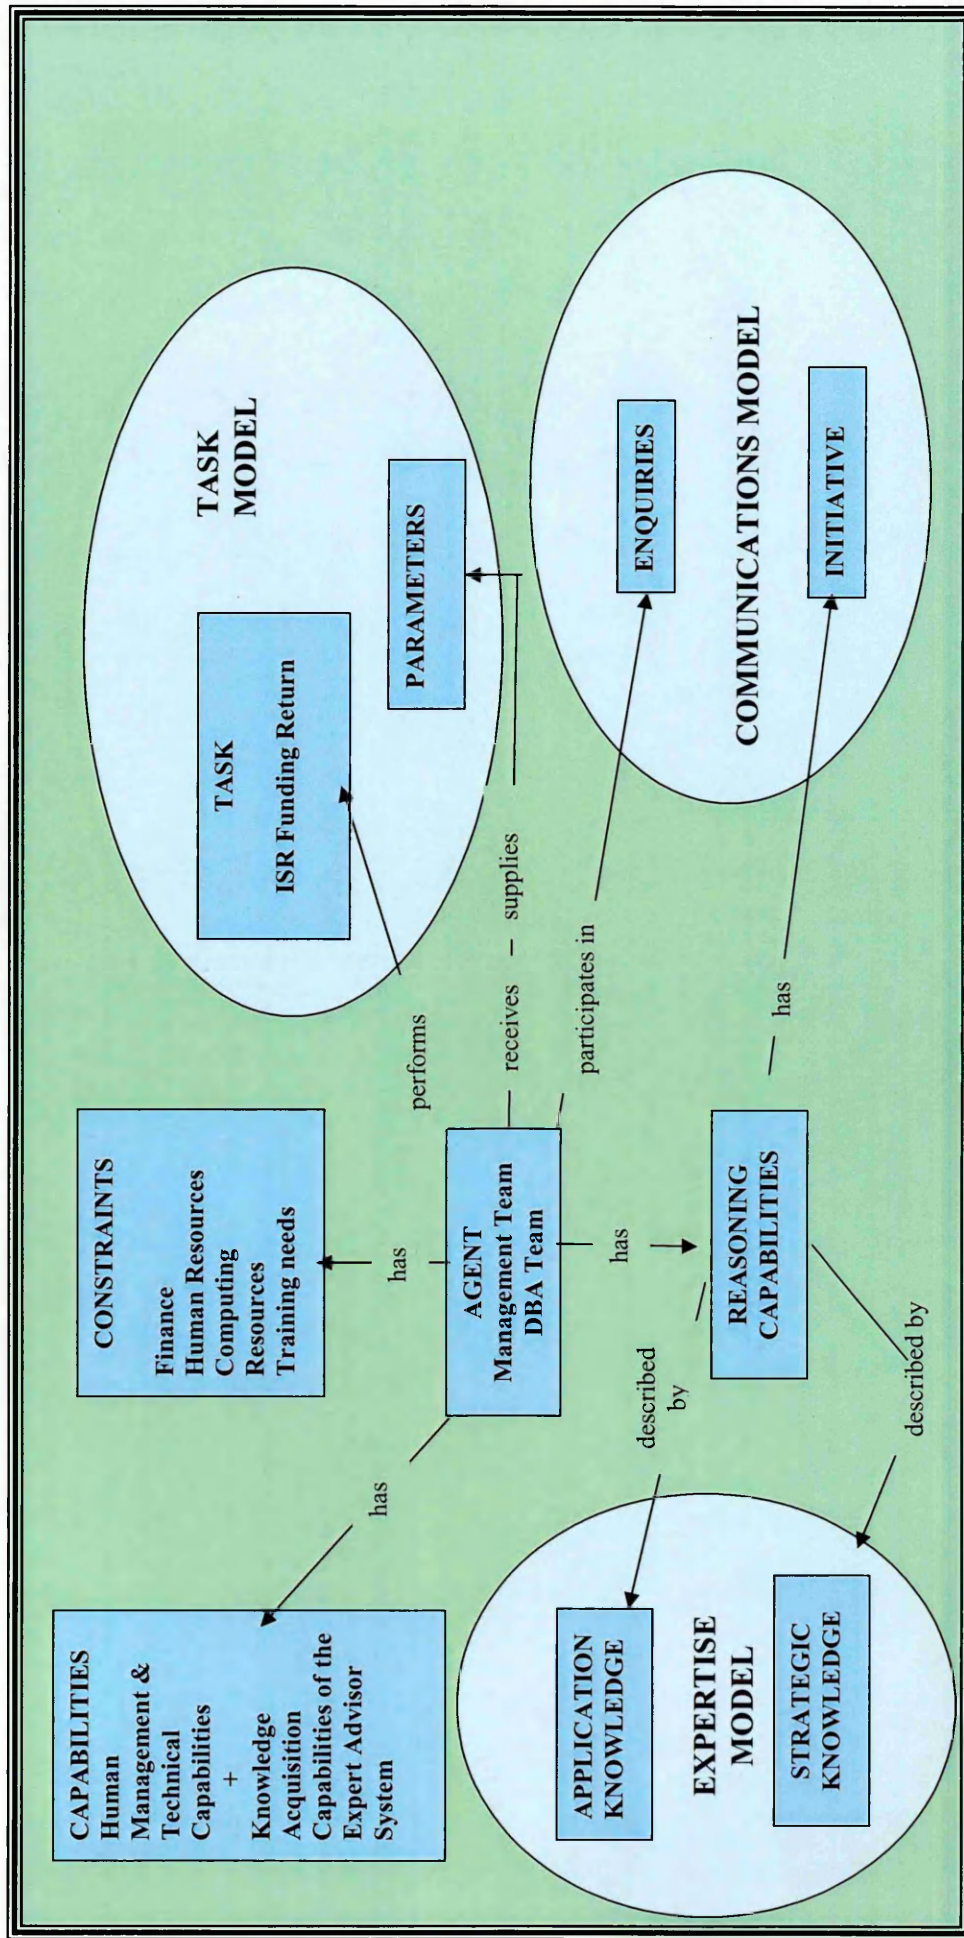 CAPABILITIES
Human
Management &
Technical
Capabilities
+
Knowledge
Acquisition
Capabilities of the
Expert Advisor
System
CONSTRAINTS
Finance
Human Resources
Computing
Resources
Training needs
TASK
MODEL
TASK
ISR Funding Return
PARAMETERS
has
has
performs
receives – supplies
AGENT
Management Team
DBA Team
participates in
has
described
by
APPLICATION
KNOWLEDGE
EXPERTISE
MODEL
STRATEGIC
KNOWLEDGE
REASONING
CAPABILITIES
described by
has
ENQUIRIES
COMMUNICATIONS MODEL
INITIATIVE